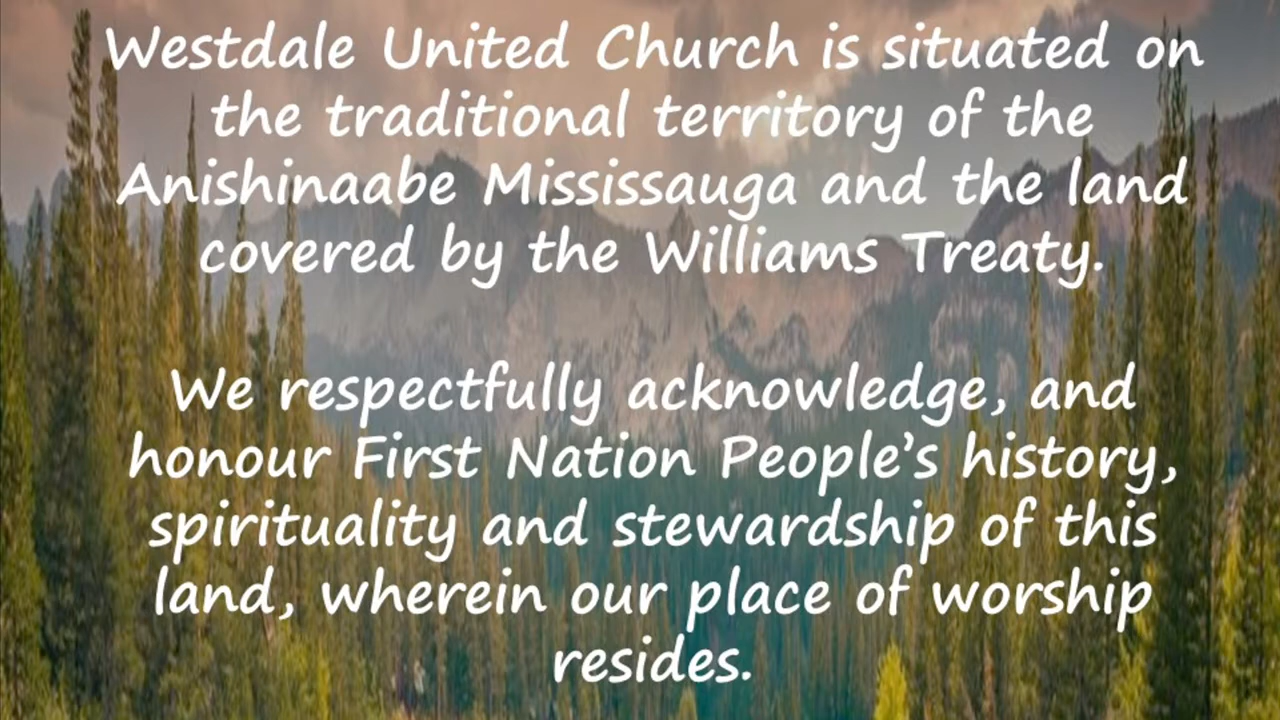 Westdale United Church is situated on
the traditional territory of the
Anishinaabe Mississauga and the land
covered by the Williams Treaty.
We respectfully acknowledge, and
honour First Nation People’s history,
spirituality and stewardship of this
land, wherein our place of worship
resides.